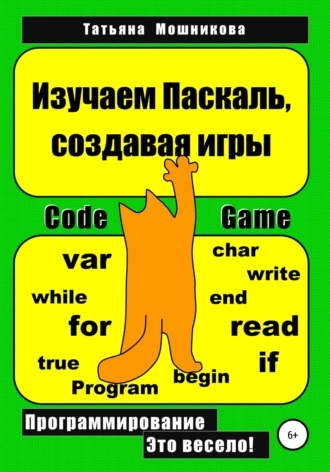 Татьяна Мошникова
Изучаем Паскаль,
создавая игры
Code Game
var char
write
while end
for read
true if
Program begin
Программирование
Это весело!
6+